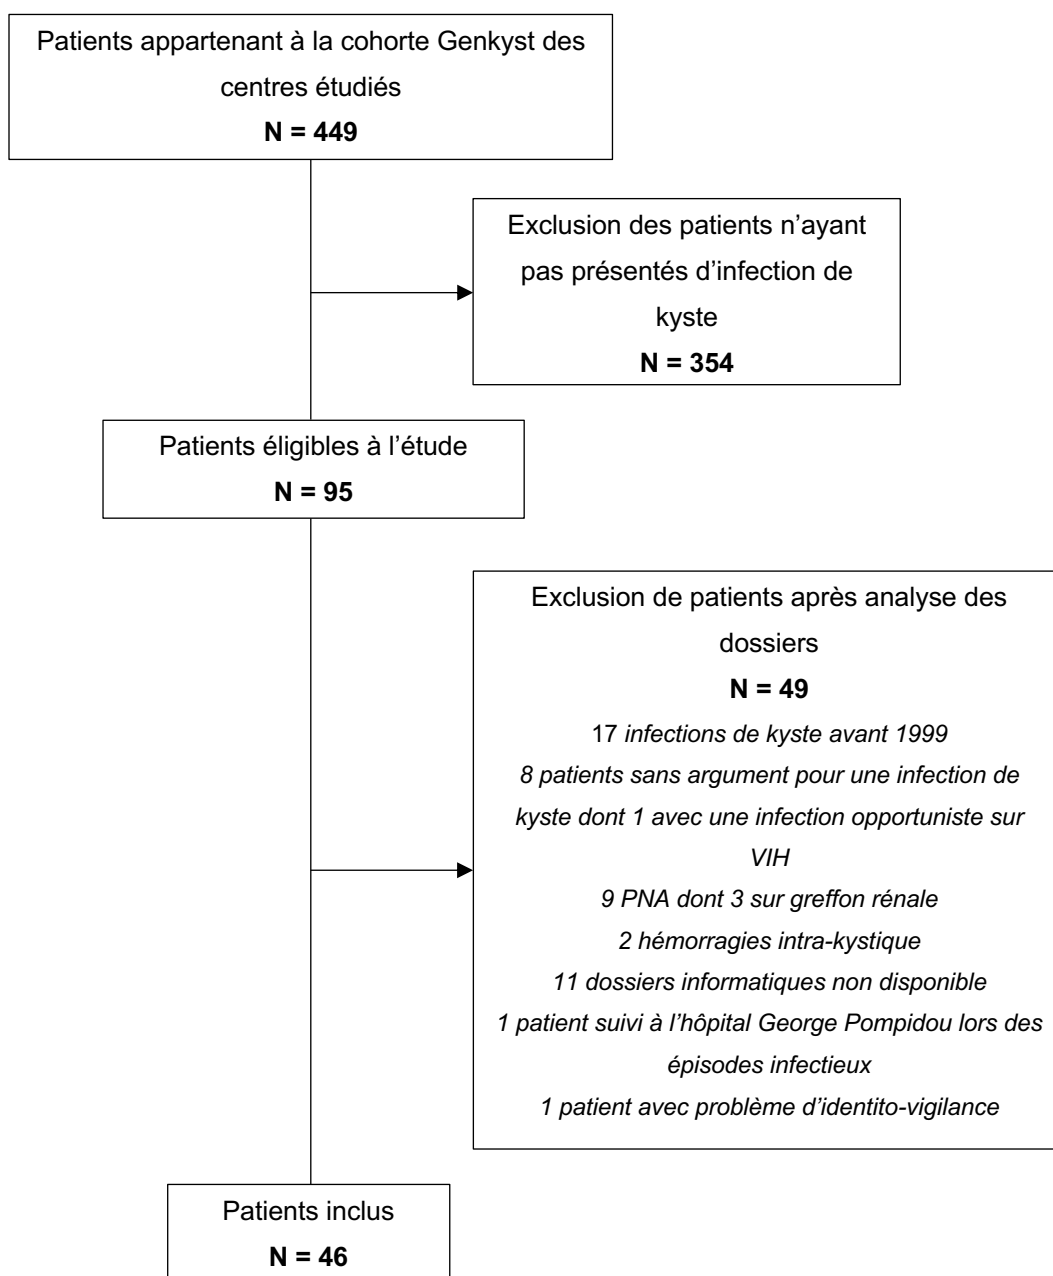 Patients appartenant à la cohorte Genkyst des
centres étudiés
N = 449
Exclusion des patients n’ayant
pas présentés d’infection de
kyste
N = 354
Patients éligibles à l’étude
N = 95
Exclusion de patients après analyse des
dossiers
N = 49
17 infections de kyste avant 1999
8 patients sans argument pour une infection de
kyste dont 1 avec une infection opportuniste sur
VIH
9 PNA dont 3 sur greffon rénale
2 hémorragies intra-kystique
11 dossiers informatiques non disponible
1 patient suivi à l’hôpital George Pompidou lors des
épisodes infectieux
1 patient avec problème d’identito-vigilance
Patients inclus
N = 46